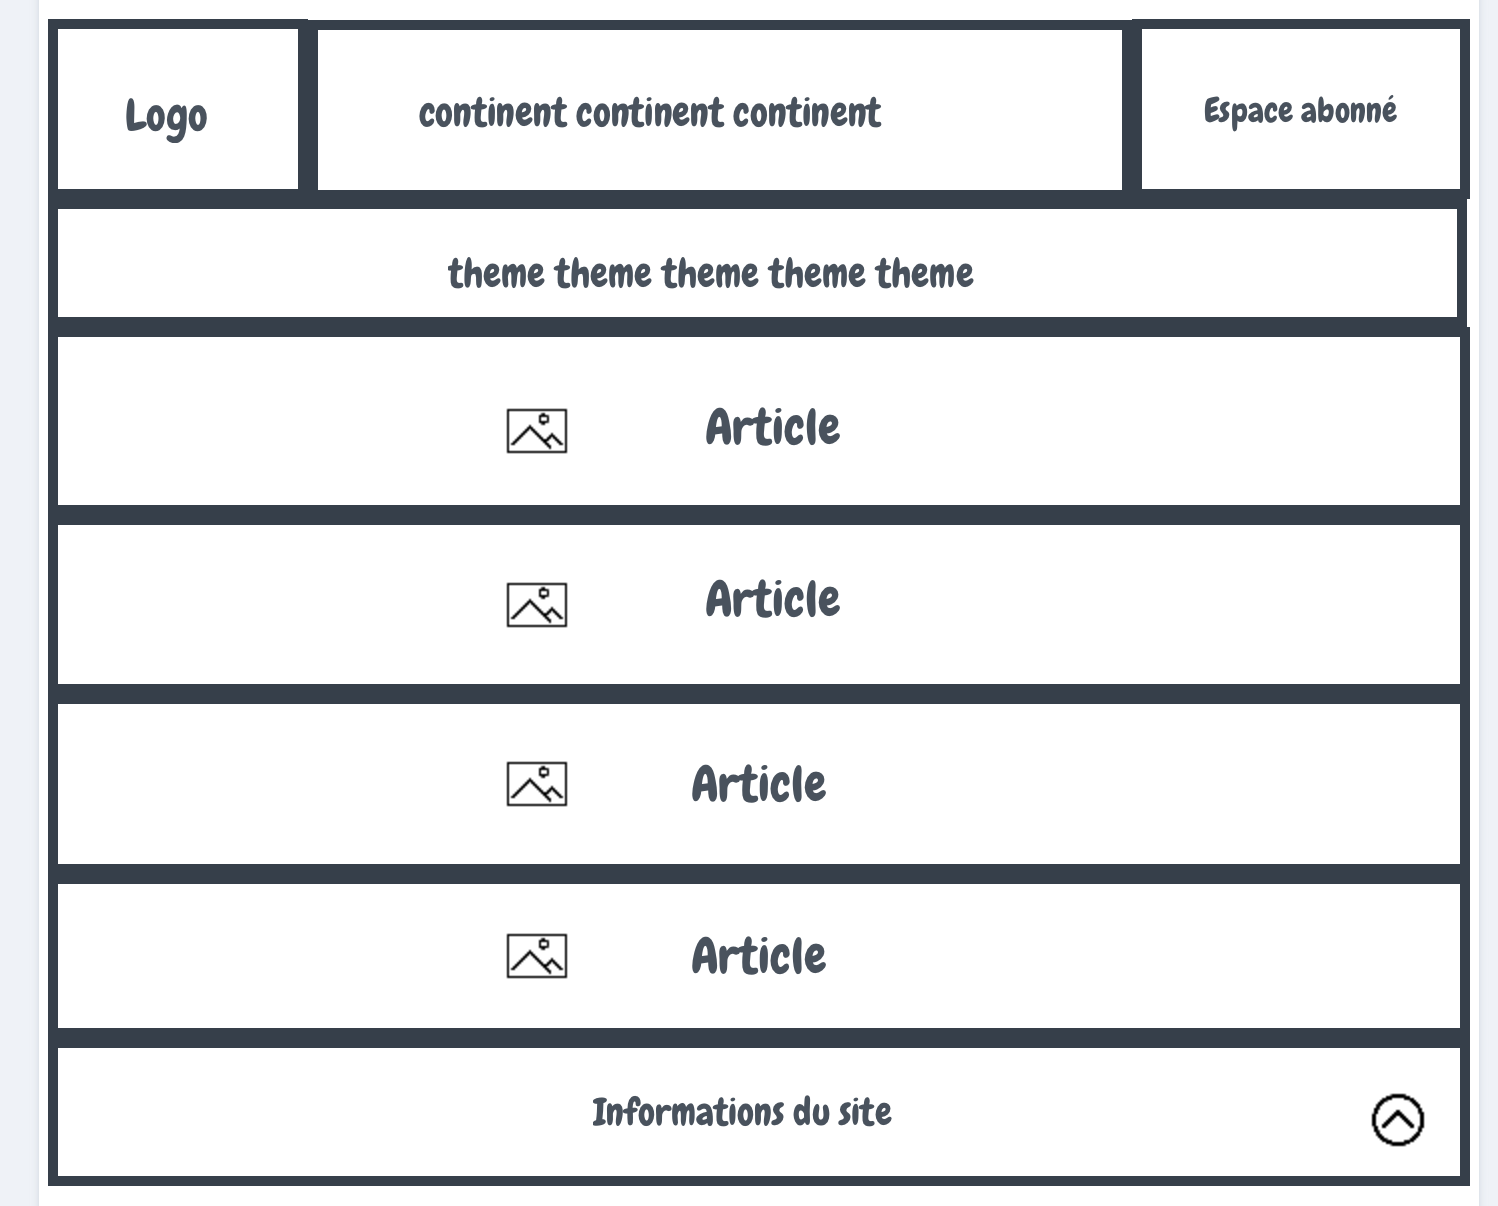 Logo
continent continent continent
Espace abonné
theme theme theme theme theme
Article
Article
Article
Article
Informations du site